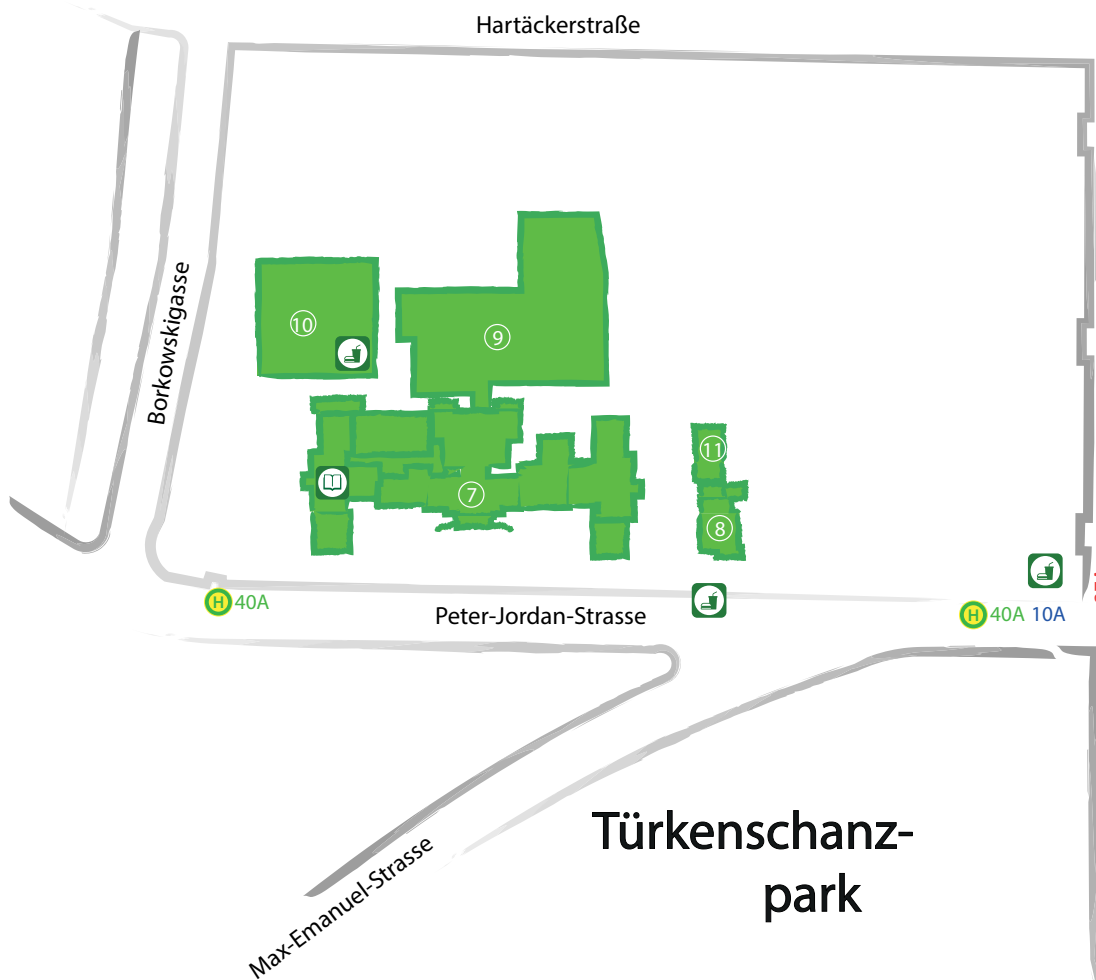 Hartäckerstraße
Borkowskigasse
10
9
11
7
8
H 40A
Peter-Jordan-Strasse
H 40A 10A
Türkenschanz-
park
Max-Emanuel-Strasse